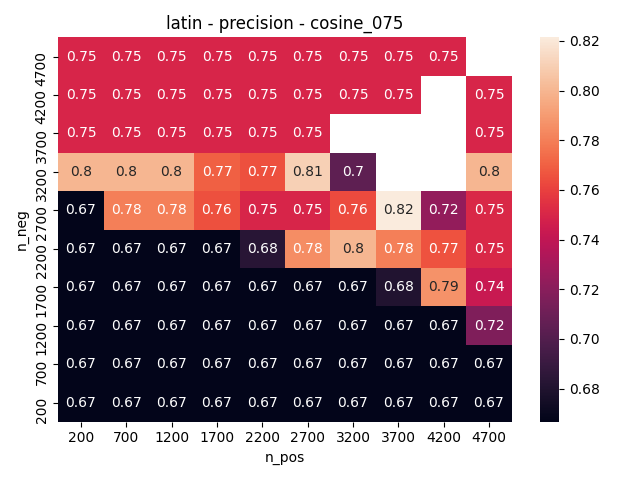 latin - precision - cosine_075
n_neg
4700 0.75 0.75 0.75 0.75 0.75 0.75 0.75 0.75 0.75
4200 0.75 0.75 0.75 0.75 0.75 0.75 0.75 0.75 0.75
3700 0.75 0.75 0.75 0.75 0.75 0.75 0.75
3200 0.8 0.8 0.8 0.77 0.77 0.81 0.7 0.8
2700 0.67 0.78 0.78 0.76 0.75 0.75 0.76 0.82 0.72 0.75
2200 0.67 0.67 0.67 0.67 0.68 0.78 0.8 0.78 0.77 0.75
1700 0.67 0.67 0.67 0.67 0.67 0.67 0.67 0.68 0.79 0.74
1200 0.67 0.67 0.67 0.67 0.67 0.67 0.67 0.67 0.67 0.72
700 0.67 0.67 0.67 0.67 0.67 0.67 0.67 0.67 0.67 0.67
200 0.67 0.67 0.67 0.67 0.67 0.67 0.67 0.67 0.67 0.67
200 700 1200 1700 2200 2700 3200 3700 4200 4700
n_pos
0.82
0.80
0.78
0.76
0.74
0.72
0.70
0.68